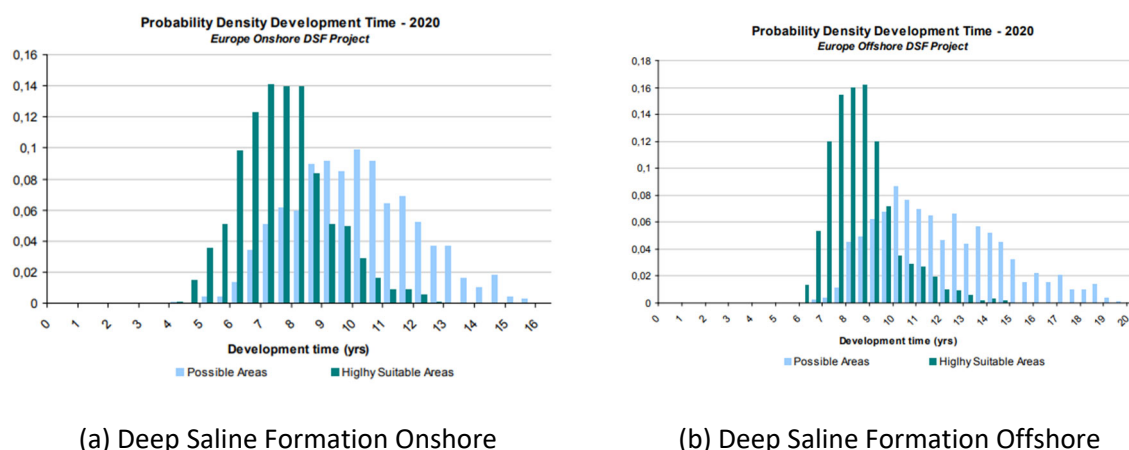 Probability Density Development Time - 2020
Europe Onshore DSF Project
0,16
0,14
0,12
0,1
0,08
0,06
0,04
0,02
0
0 1 2 3 4 5 6 7 8 9 10 11 12 13 14 15 16
Development time (yrs)
Possible Areas Higlhy Suitable Areas
(a) Deep Saline Formation Onshore
Probability Density Development Time - 2020
Europe Offshore DSF Project
0,18
0,16
0,14
0,12
0,1
0,08
0,06
0,04
0,02
0
0 1 2 3 4 5 6 7 8 9 10 11 12 13 14 15 16 17 18 19 20
Development time (yrs)
Possible Areas Higlhy Suitable Areas
(b) Deep Saline Formation Offshore